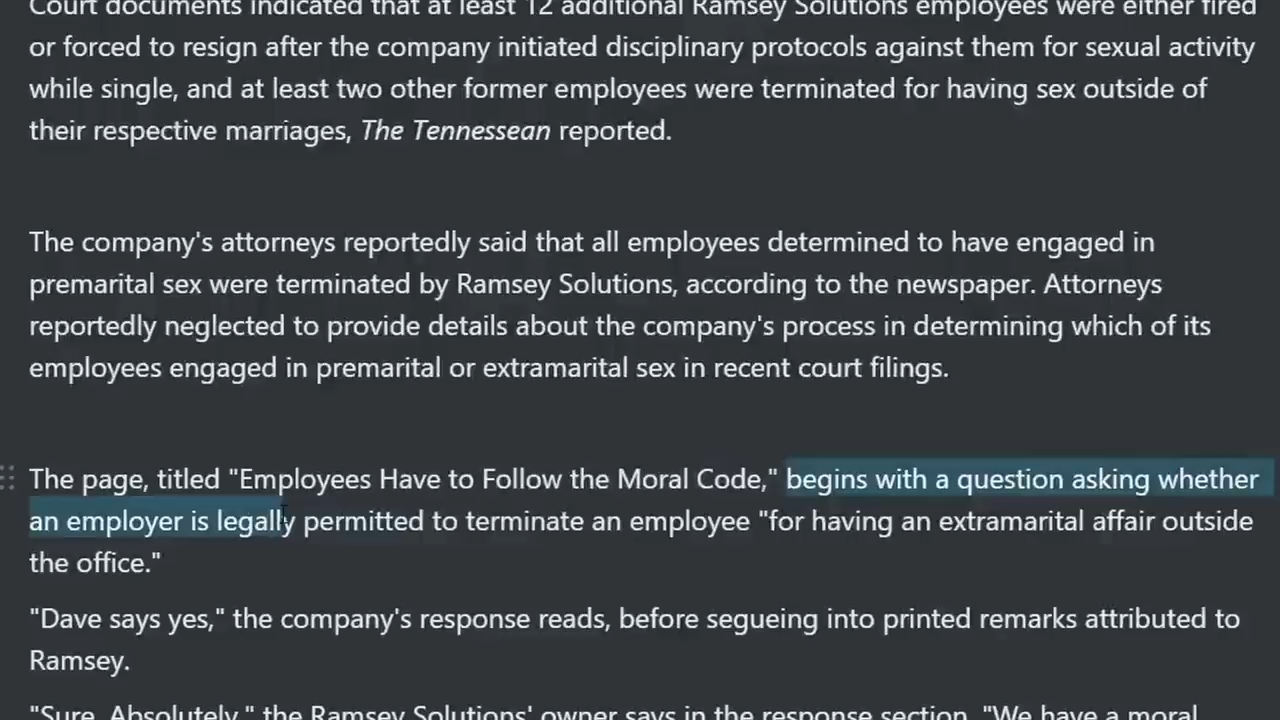 Court documents indicated that at least 12 additional Ramsey Solutions employees were either fired
or forced to resign after the company initiated disciplinary protocols against them for sexual activity
while single, and at least two other former employees were terminated for having sex outside of
their respective marriages, The Tennessean reported.
The company's attorneys reportedly said that all employees determined to have engaged in
premarital sex were terminated by Ramsey Solutions, according to the newspaper. Attorneys
reportedly neglected to provide details about the company's process in determining which of its
employees engaged in premarital or extramarital sex in recent court filings.
The page, titled "Employees Have to Follow the Moral Code," begins with a question asking whether
an employer is legally permitted to terminate an employee "for having an extramarital affair outside
the office."
"Dave says yes," the company's response reads, before segueing into printed remarks attributed to
Ramsey.
"Sure. Absolutely," the Ramsey Solutions' owner says in the response section. "We have a moral